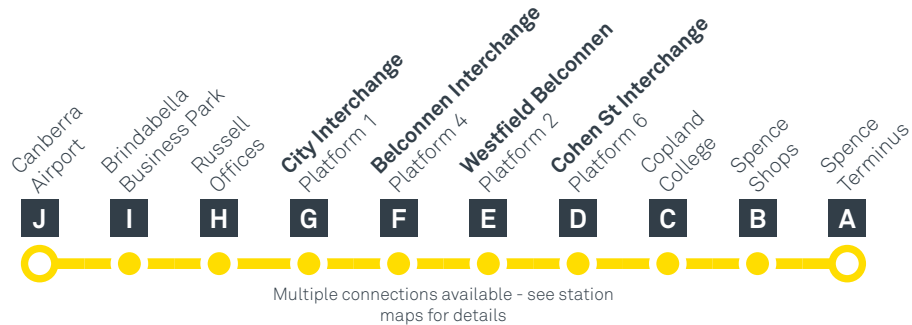 Canberra
Airport
Brindabella
Business Park
Russell
Offices
City Interchange
Platform 1
Belconnen Interchange
Platform 4
Westfield Belconnen
Platform 2
Cohen St Interchange
Platform 6
Copland
College
Spence
Shops
Spence
Terminus
J I H G F E D C B A
Multiple connections available - see station
maps for details